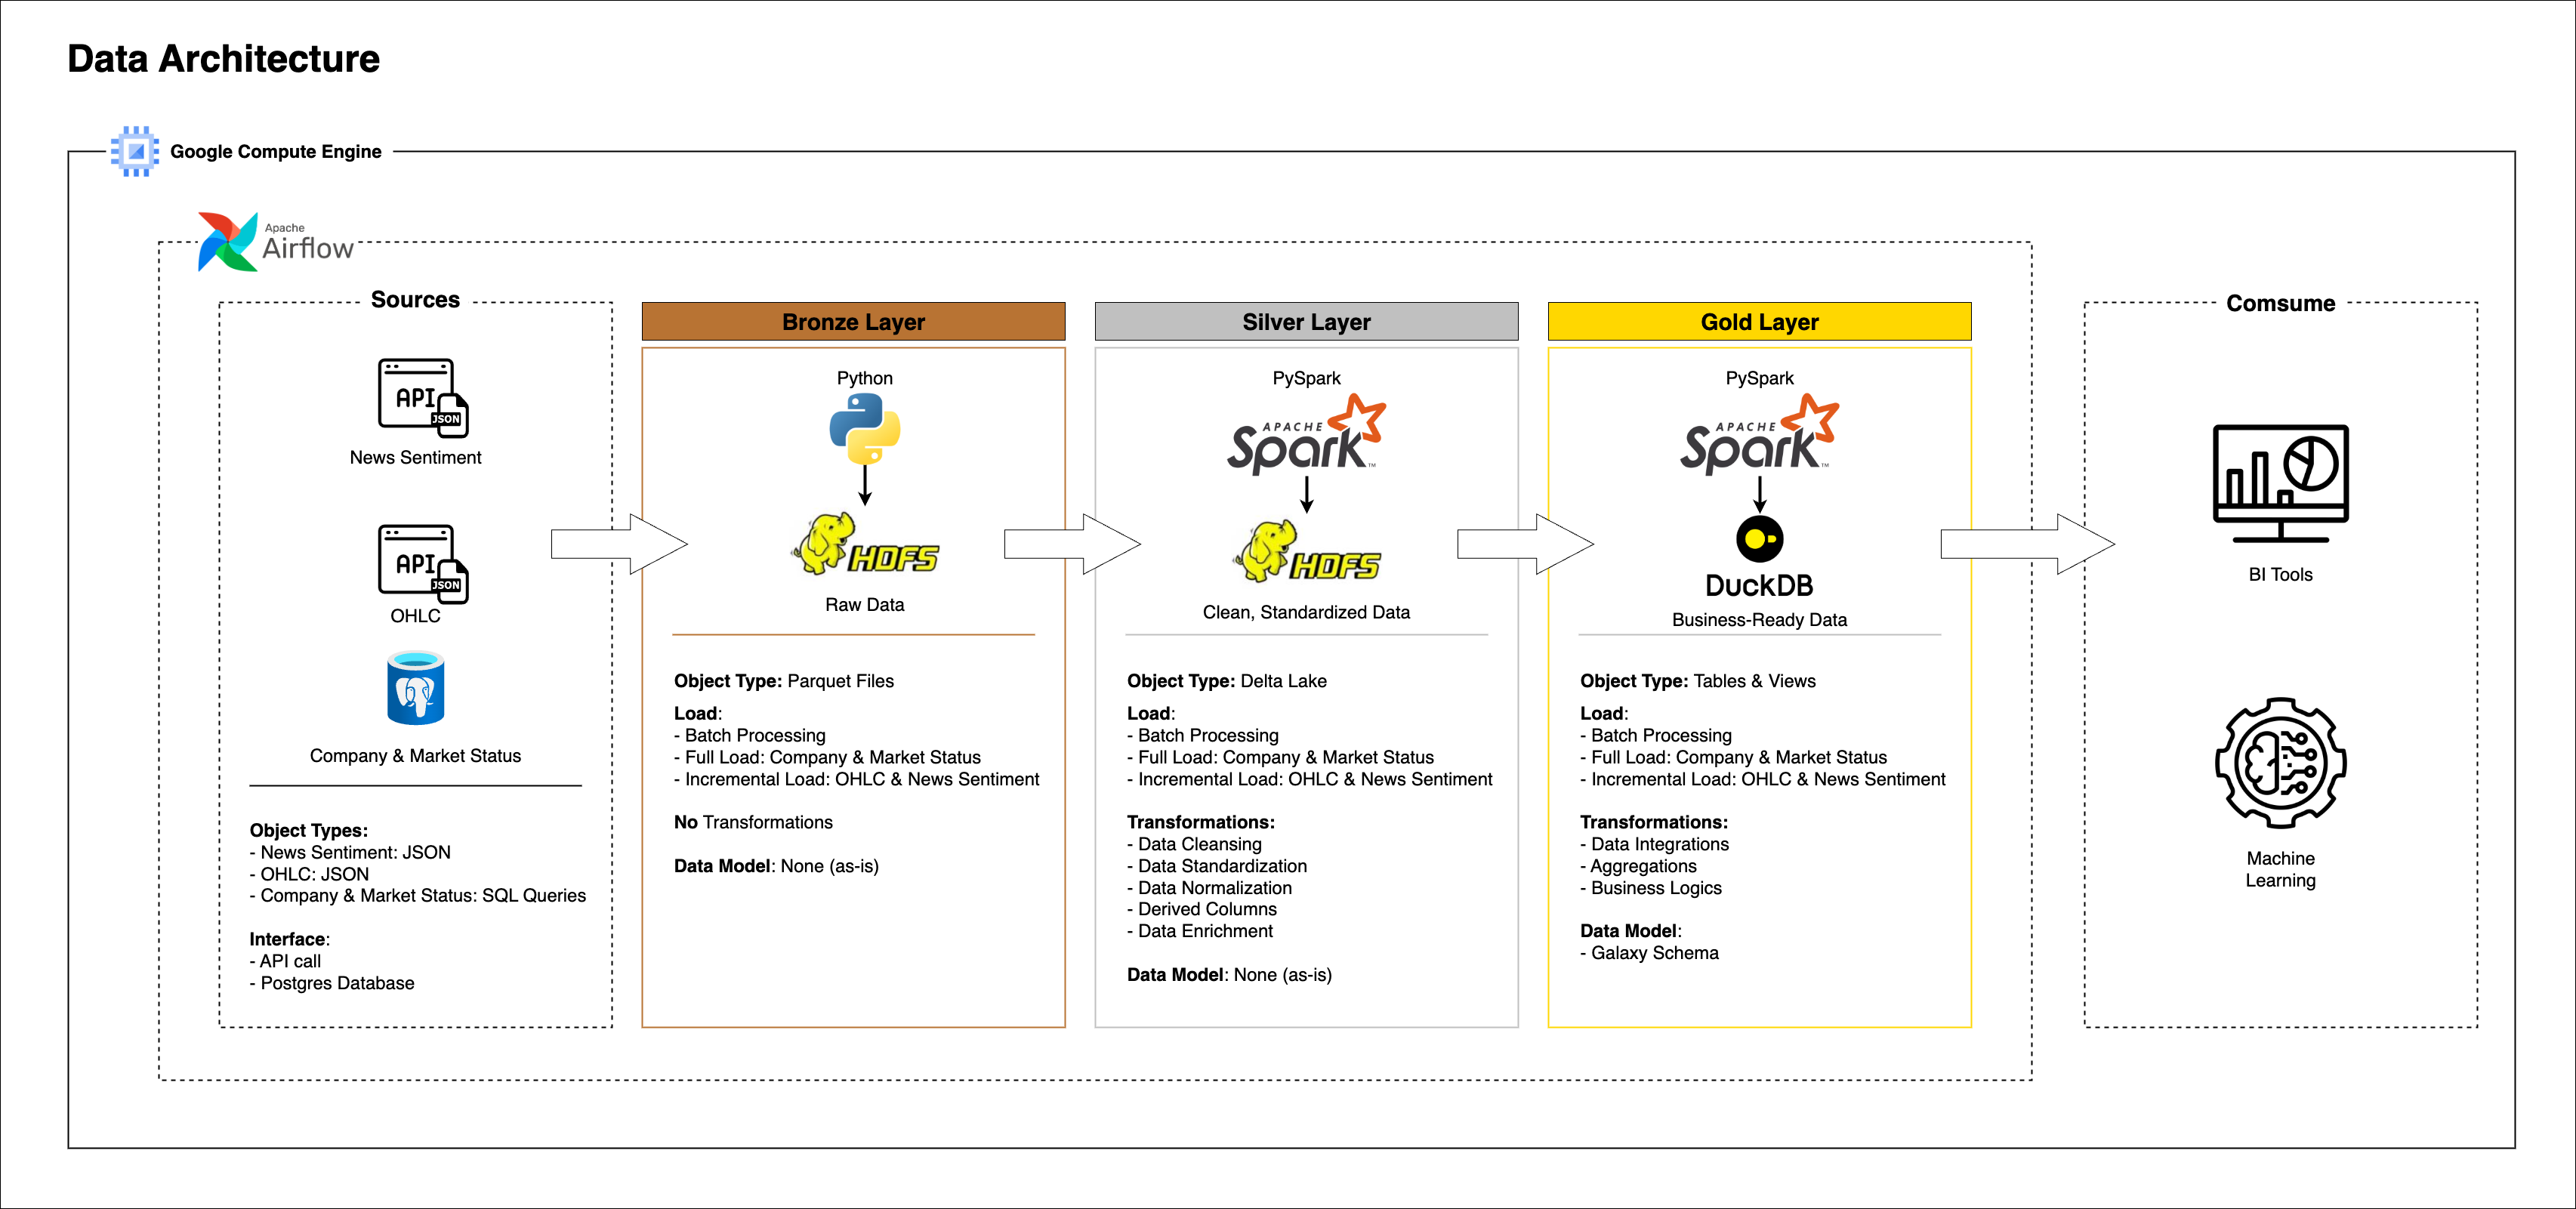 Data Architecture
Google Compute Engine
Apache
Airflow
Sources
API
JSON
News Sentiment
API
JSON
OHLC
Company & Market Status
Object Types:
- News Sentiment: JSON
- OHLC: JSON
- Company & Market Status: SQL Queries
Interface:
- API call
- Postgres Database
Bronze Layer
Python
HDFS
Raw Data
Object Type: Parquet Files
Load:
- Batch Processing
- Full Load: Company & Market Status
- Incremental Load: OHLC & News Sentiment
No Transformations
Data Model: None (as-is)
Silver Layer
PySpark
APACHE
Spark™
HDFS
Clean, Standardized Data
Object Type: Delta Lake
Load:
- Batch Processing
- Full Load: Company & Market Status
- Incremental Load: OHLC & News Sentiment
Transformations:
- Data Cleansing
- Data Standardization
- Data Normalization
- Derived Columns
- Data Enrichment
Data Model: None (as-is)
Gold Layer
PySpark
APACHE
Spark™
DuckDB
Business-Ready Data
Object Type: Tables & Views
Load:
- Batch Processing
- Full Load: Company & Market Status
- Incremental Load: OHLC & News Sentiment
Transformations:
- Data Integrations
- Aggregations
- Business Logics
Data Model:
- Galaxy Schema
Comsume
BI Tools
Machine
Learning